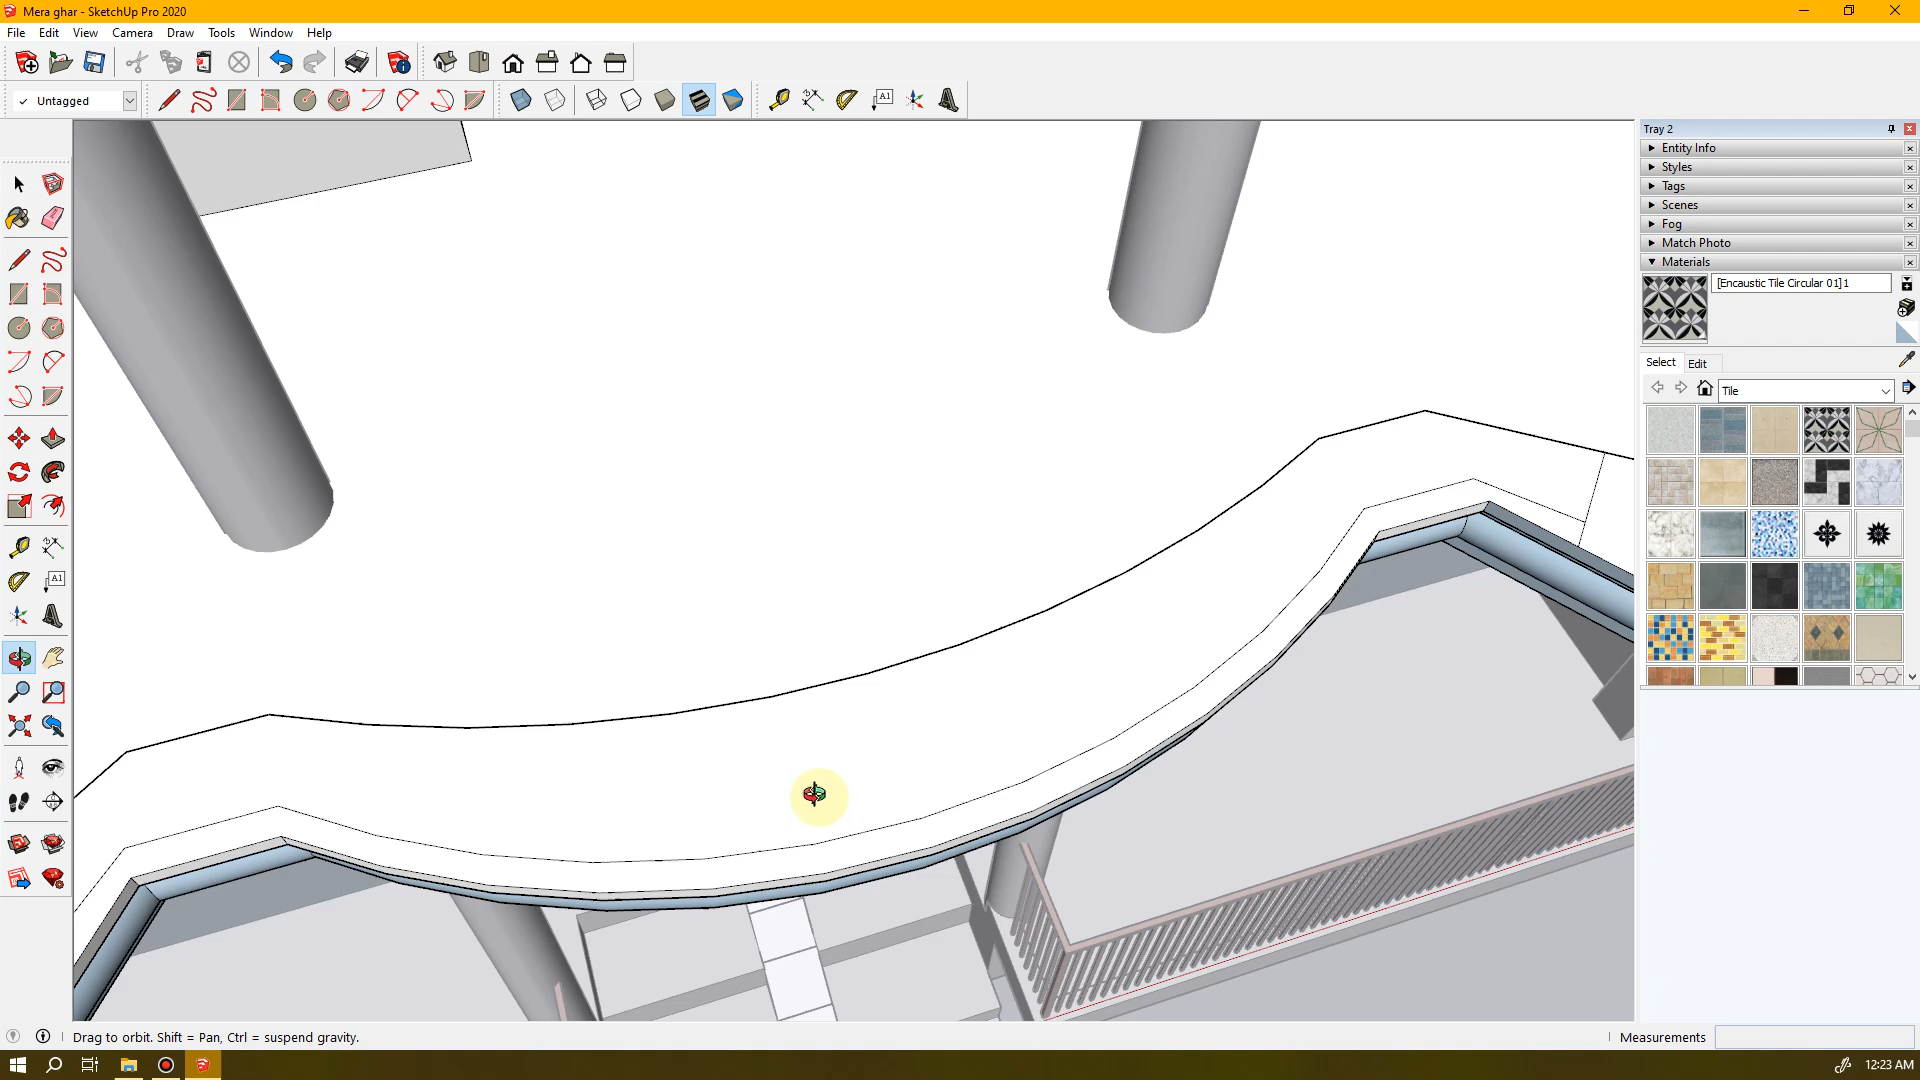 Mera ghar - SketchUp Pro 2020
File Edit View Camera Draw Tools Window Help
Untagged
A1
Tray 2
Entity Info
Styles
Tags
Scenes
Fog
Match Photo
Materials
[Encaustic Tile Circular 01]1
Select Edit
Tile
A1
Drag to orbit. Shift = Pan, Ctrl = suspend gravity.
Measurements
12:23 AM